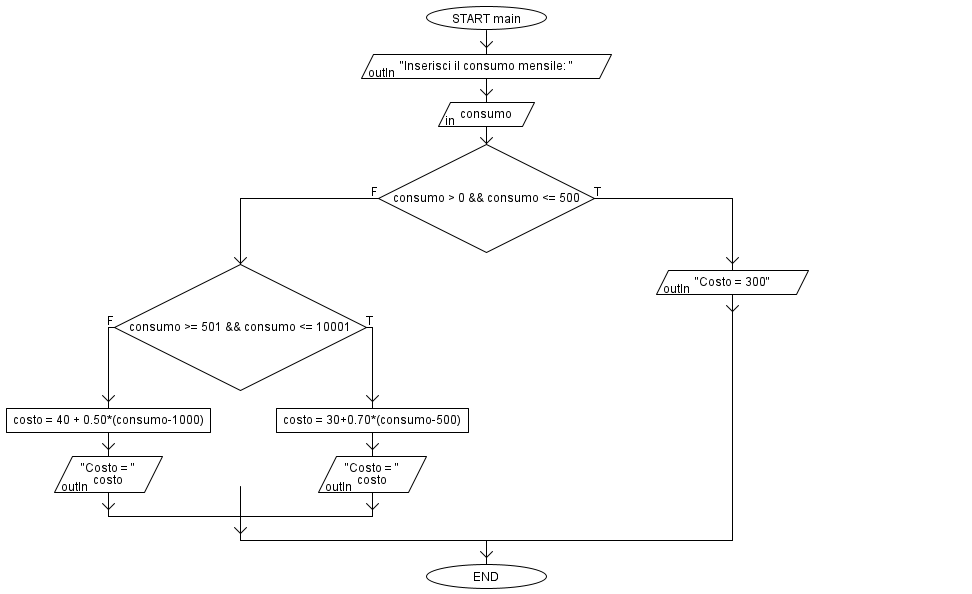 START main
"Inserisci il consumo mensile: "
outln
consumo
in
F
T
consumo > 0 && consumo <= 500
"Costo = 300"
outln
F
T
consumo >= 501 && consumo <= 10001
costo = 40 + 0.50*(consumo-1000)
costo = 30+0.70*(consumo-500)
"Costo = "
costo
outln
"Costo = "
costo
outln
END